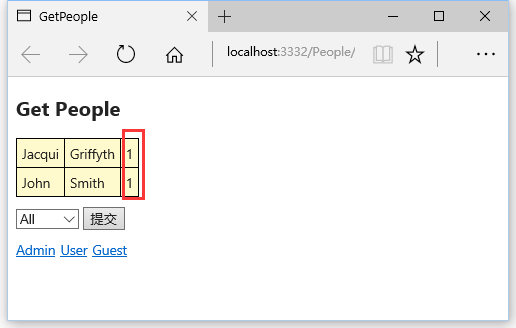 GetPeople
localhost:3332/People/
Get People
Jacqui Griffyth 1
John Smith 1
All 提交
Admin User Guest